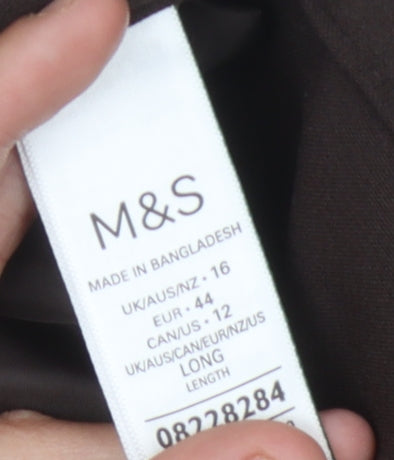 M&S
MADE IN BANGLADESH
UK/AUS/NZ • 16
EUR • 44
CAN/US • 12
UK/AUS/CAN/EUR/NZ/US
LONG
LENGTH
08228284